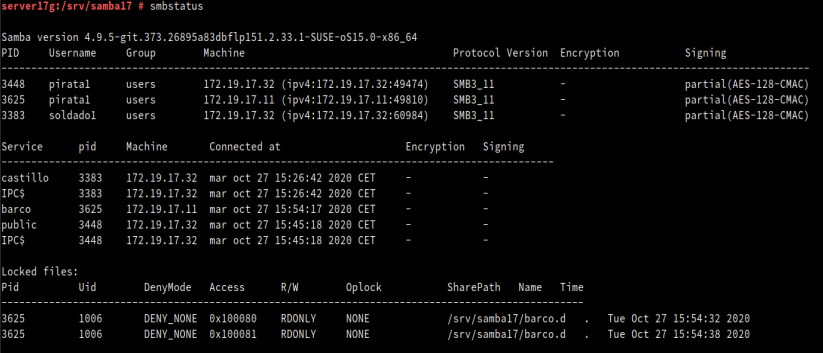 server17g:/srv/samba17 # smbstatus
Samba version 4.9.5-git.373.26895a83dbflp151.2.33.1-SUSE-oS15.0-x86_64
PID Username Group Machine Protocol Version Encryption Signing
----------------------------------------------------------------------------------------------------------------------------------------
3448 pirata1 users 172.19.17.32 (ipv4:172.19.17.32:49474) SMB3_11 - partial(AES-128-CMAC)
3625 pirata1 users 172.19.17.11 (ipv4:172.19.17.11:49810) SMB3_11 - partial(AES-128-CMAC)
3383 soldado1 users 172.19.17.32 (ipv4:172.19.17.32:60984) SMB3_11 - partial(AES-128-CMAC)
Service pid Machine Connected at Encryption Signing
---------------------------------------------------------------------------------------------
castillo 3383 172.19.17.32 mar oct 27 15:26:42 2020 CET - -
IPC$ 3383 172.19.17.32 mar oct 27 15:26:42 2020 CET - -
barco 3625 172.19.17.11 mar oct 27 15:54:17 2020 CET - -
public 3448 172.19.17.32 mar oct 27 15:45:18 2020 CET - -
IPC$ 3448 172.19.17.32 mar oct 27 15:45:18 2020 CET - -
Locked files:
Pid Uid DenyMode Access R/W Oplock SharePath Name Time
--------------------------------------------------------------------------------------------------
3625 1006 DENY_NONE 0x100080 RDONLY NONE /srv/samba17/barco.d . Tue Oct 27 15:54:32 2020
3625 1006 DENY_NONE 0x100081 RDONLY NONE /srv/samba17/barco.d . Tue Oct 27 15:54:38 2020